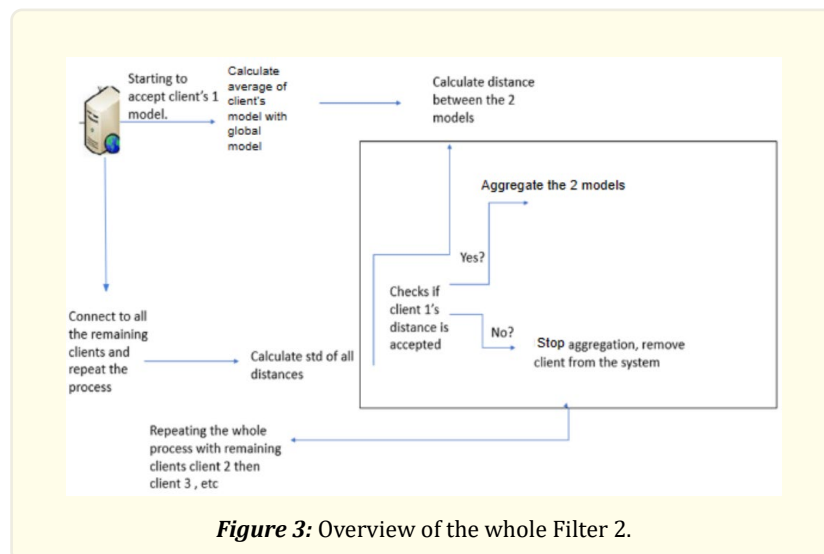 Starting to
accept client's 1
model.
Calculate
average of
client's
model with
global
model
Calculate distance
between the 2
models
Aggregate the 2 models
Yes?
Checks if
client 1's
distance is
accepted
No?
Stop aggregation, remove
client from the system
Connect to all
the remaining
clients and
repeat the
process
Calculate std of all
distances
Repeating the whole
process with remaining
clients client 2 then
client 3 , etc
Figure 3: Overview of the whole Filter 2.